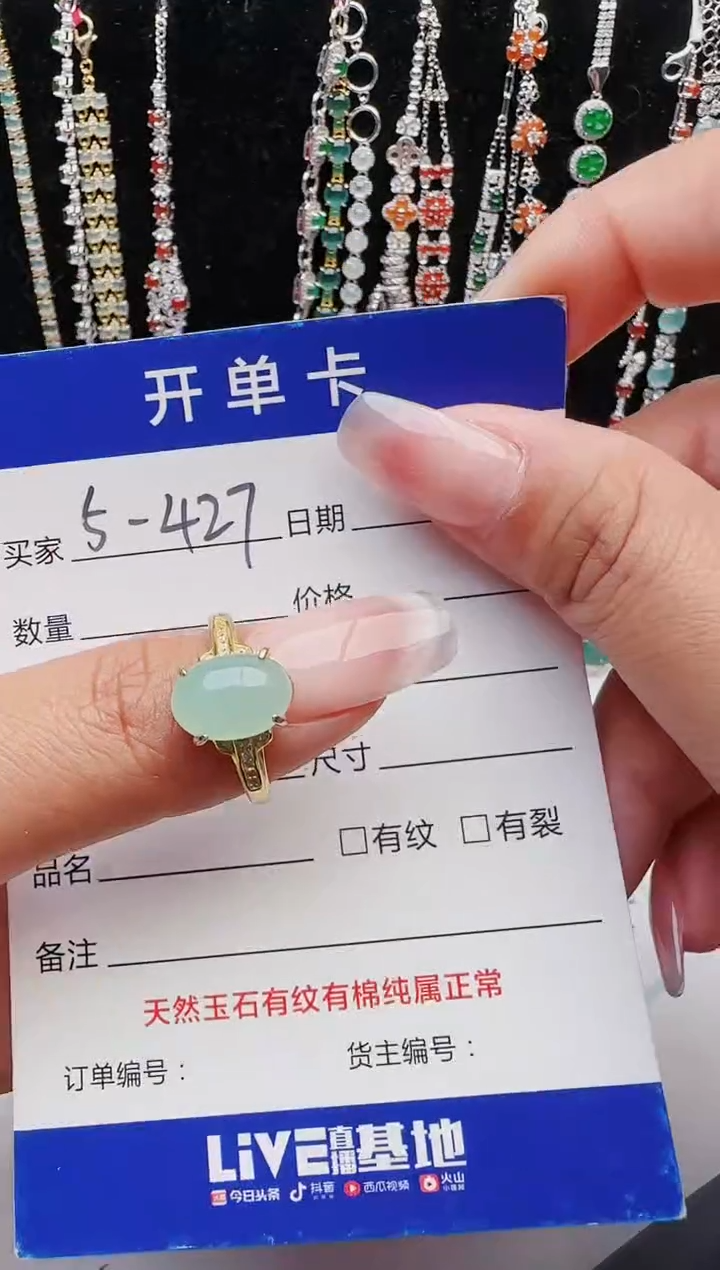 开单卡
买家 5-427 日期
数量 价格
尺寸
品名 □有纹 □有裂
备注
天然玉石有纹有棉纯属正常
订单编号： 货主编号：
LiVE直播基地
今日头条 抖音 西瓜视频 火山